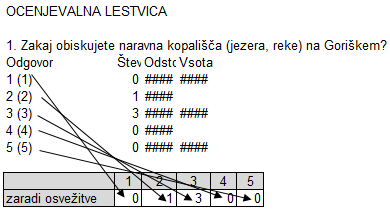 OCENJEVALNA LESTVICA
1. Zakaj obiskujete naravna kopališča (jezera, reke) na Goriškem?
Odgovor Štev Odsto Vsota
1 (1) 0 #### ####
2 (2) 1 ####
3 (3) 3 #### ####
4 (4) 0 ####
5 (5) 0 #### ####
1 2 3 4 5
zaradi osvežitve 0 1 3 0 0